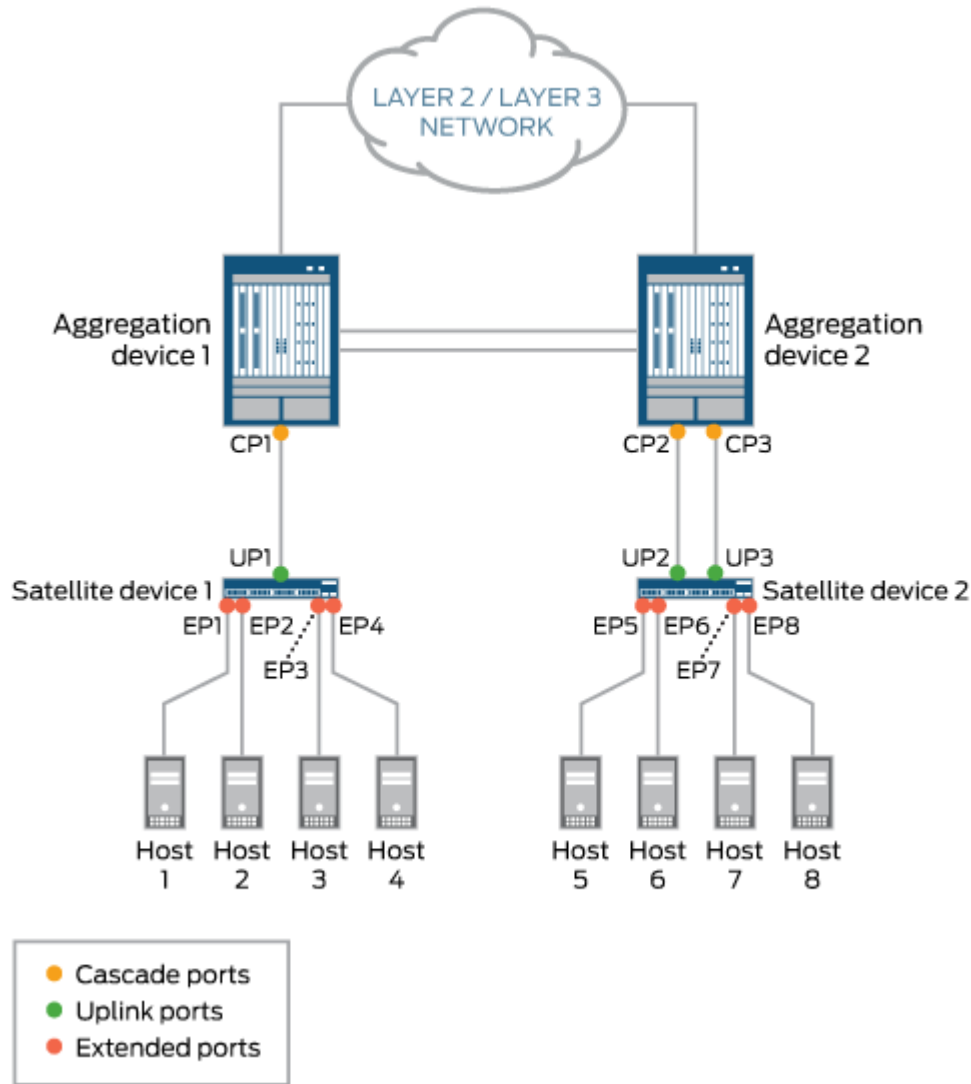 LAYER 2 / LAYER 3
NETWORK
Aggregation
device 1
Aggregation
device 2
CP1
CP2
CP3
UP1
UP2
UP3
Satellite device 1
Satellite device 2
EP1
EP2
EP3
EP4
EP5
EP6
EP7
EP8
Host
1
Host
2
Host
3
Host
4
Host
5
Host
6
Host
7
Host
8
Cascade ports
Uplink ports
Extended ports